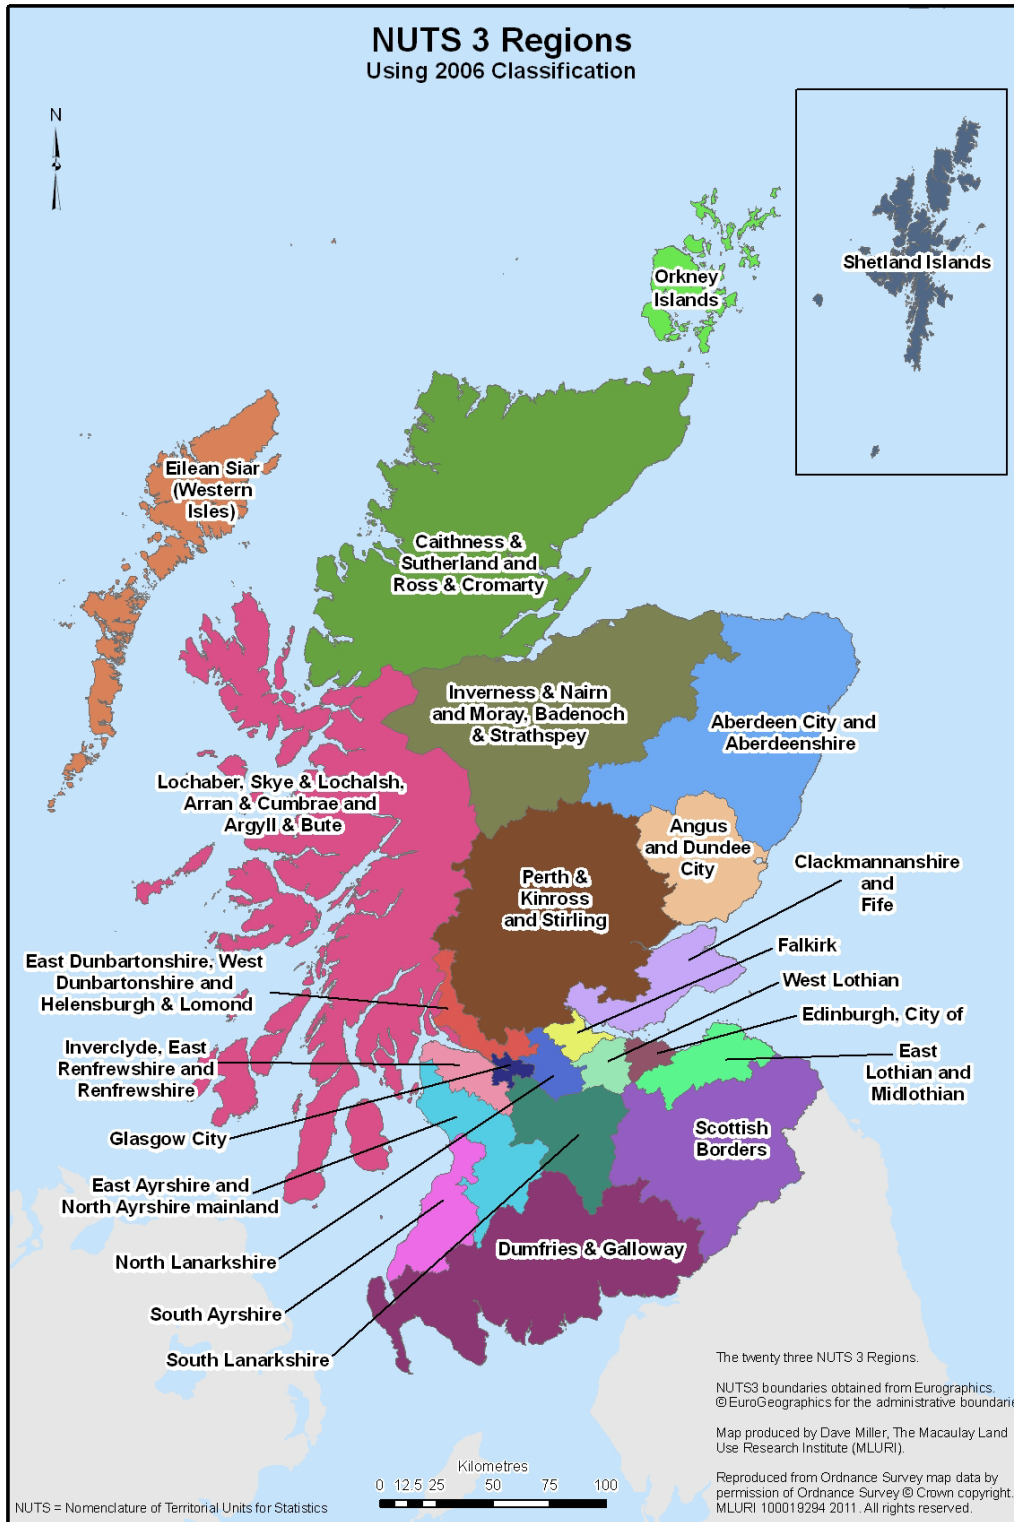 NUTS 3 Regions
Using 2006 Classification
N
Shetland Islands
Orkney
Islands
Eilean Siar
(Western
Isles)
Caithness &
Sutherland and
Ross & Cromarty
Inverness & Nairn
and Moray, Badenoch
& Strathspey
Aberdeen City and
Aberdeenshire
Lochaber, Skye & Lochalsh,
Arran & Cumbrae and
Argyll & Bute
Angus
and Dundee
City
Perth &
Kinross
and Stirling
Clackmannanshire
and
Fife
Falkirk
West Lothian
Edinburgh, City of
East
Lothian and
Midlothian
East Dunbartonshire, West
Dunbartonshire and
Helensburgh & Lomond
Inverclyde, East
Renfrewshire and
Renfrewshire
Glasgow City
Scottish
Borders
East Ayrshire and
North Ayrshire mainland
North Lanarkshire
Dumfries & Galloway
South Ayrshire
South Lanarkshire
The twenty three NUTS 3 Regions.
NUTS3 boundaries obtained from Eurographics.
© EuroGeographics for the administrative boundarie
Map produced by Dave Miller, The Macaulay Land
Use Research Institute (MLURI).
Reproduced from Ordnance Survey map data by
permission of Ordnance Survey © Crown copyright.
MLURI 100019294 2011. All rights reserved.
Kilometres
0 12.5 25 50 75 100
NUTS = Nomenclature of Territorial Units for Statistics